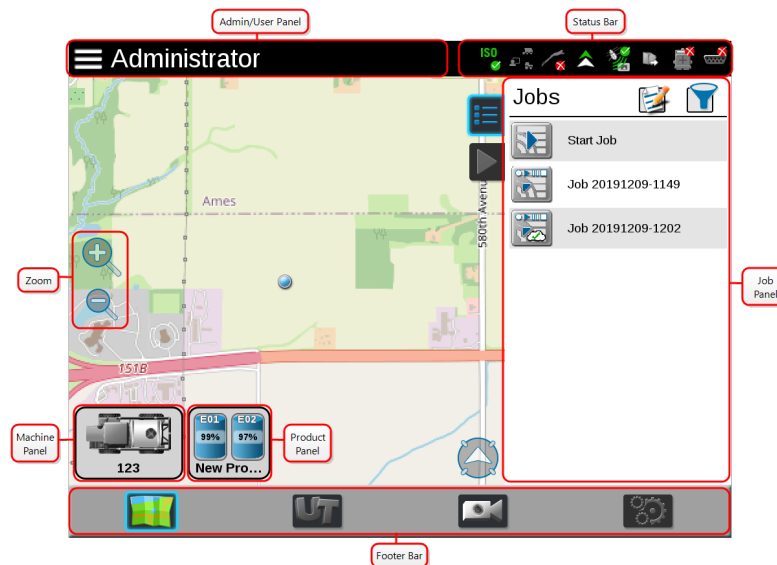 Admin/User Panel
Status Bar
Administrator
ISO
Jobs
Start Job
Job 20191209-1149
Job 20191209-1202
Ames
580th Avenu
Zoom
Job
Panel
151B
Machine
Panel
123
E01 E02
99% 97%
New Pro...
Product
Panel
UT
Footer Bar